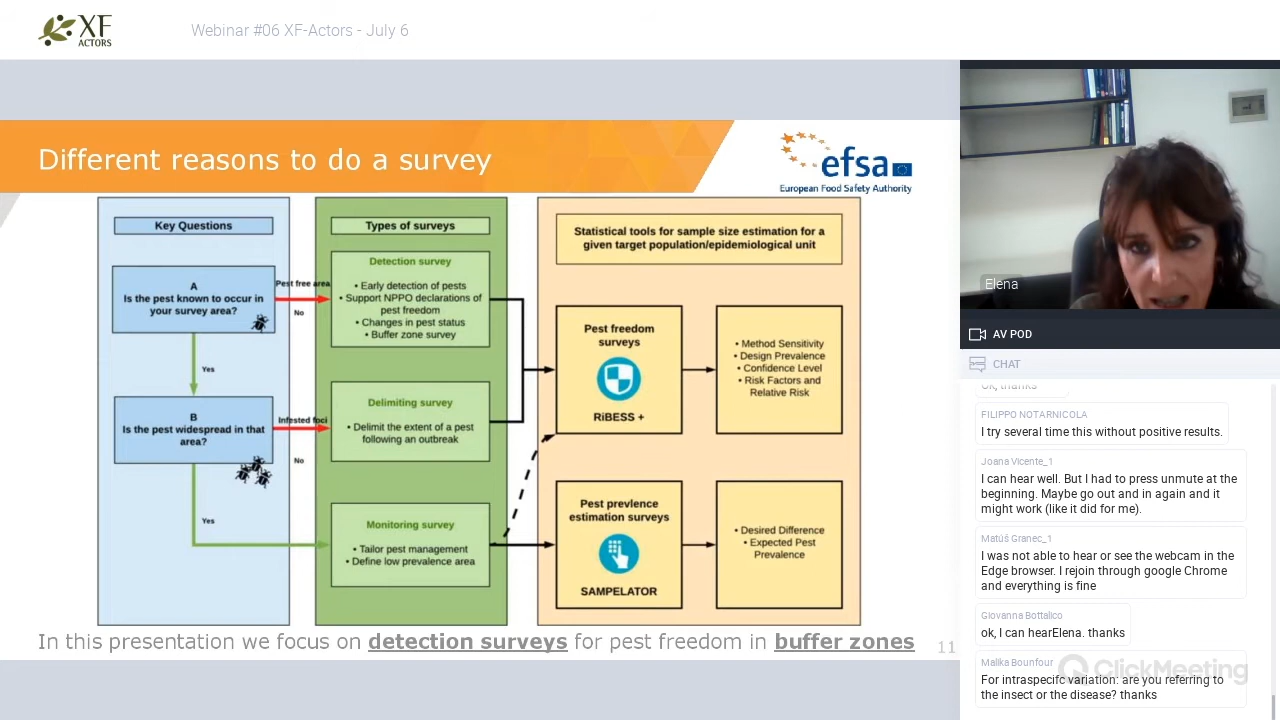 XF
ACTORS
Webinar #06 XF-Actors - July 6
Different reasons to do a survey
efsa
European Food Safety Authority
Key Questions
A
Is the pest known to occur in
your survey area?
Pest free area
No
Yes
B
Is the pest widespread in that
area?
Infested foci
No
Yes
Types of surveys
Detection survey
• Early detection of pests
• Support NPPO declarations of
pest freedom
• Changes in pest status
• Buffer zone survey
Delimiting survey
• Delimit the extent of a pest
following an outbreak
Monitoring survey
• Tailor pest management
• Define low prevalence area
Statistical tools for sample size estimation for a
given target population/epidemiological unit
Pest freedom
surveys
RiBESS +
• Method Sensitivity
• Design Prevalence
• Confidence Level
• Risk Factors and
Relative Risk
Pest prevlence
estimation surveys
SAMPELATOR
• Desired Difference
• Expected Pest
Prevalence
In this presentation we focus on detection surveys for pest freedom in buffer zones
11
Elena
AV POD
CHAT
Ok, thanks
FILIPPO NOTARNICOLA
I try several time this without positive results.
Joana Vicente_1
I can hear well. But I had to press unmute at the
beginning. Maybe go out and in again and it
might work (like it did for me).
Matúš Granec_1
I was not able to hear or see the webcam in the
Edge browser. I rejoin through google Chrome
and everything is fine
Giovanna Bottalico
ok, I can hearElena. thanks
Malika Bounfour
For intraspecifc variation: are you referring to
the insect or the disease? thanks
ClickMeeting